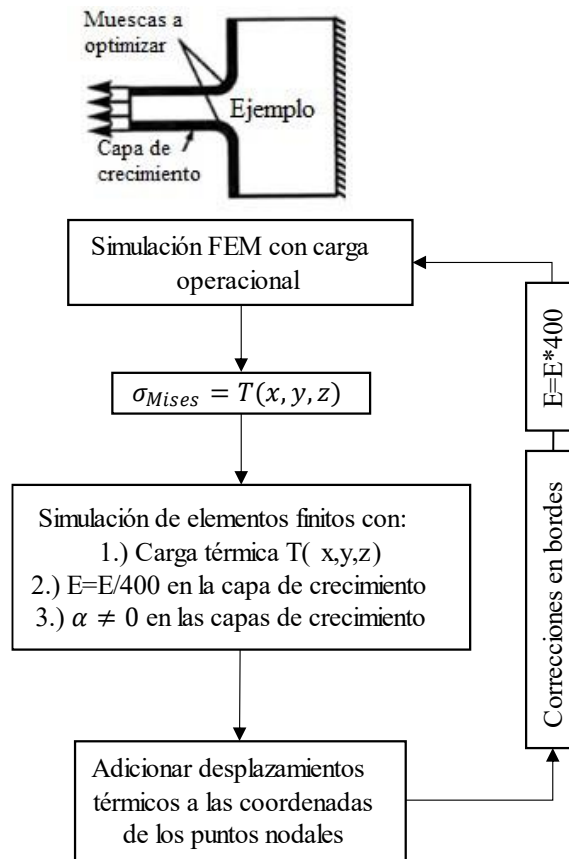 Muescas a
optimizar
Ejemplo
Capa de
crecimiento
Simulación FEM con carga
operacional
σ_Mises = T(x, y, z)
Simulación de elementos finitos con:
1.) Carga térmica T( x,y,z)
2.) E=E/400 en la capa de crecimiento
3.) α ≠ 0 en las capas de crecimiento
Adicionar desplazamientos
térmicos a las coordenadas
de los puntos nodales
Correcciones en bordes
E=E*400